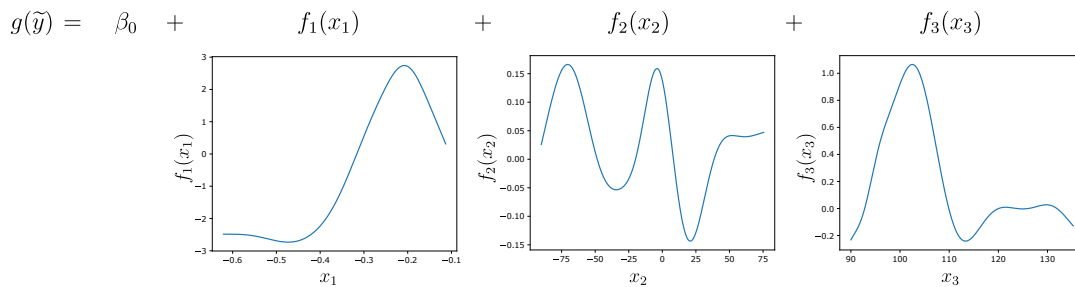 g(ỹ) = β₀ + f₁(x₁) + f₂(x₂) + f₃(x₃)
3
2
1
0
−1
−2
−3
f₁(x₁)
−0.6 −0.5 −0.4 −0.3 −0.2 −0.1
x₁
0.15
0.10
0.05
0.00
−0.05
−0.10
−0.15
f₂(x₂)
−75 −50 −25 0 25 50 75
x₂
1.0
0.8
0.6
0.4
0.2
0.0
−0.2
f₃(x₃)
90 100 110 120 130
x₃